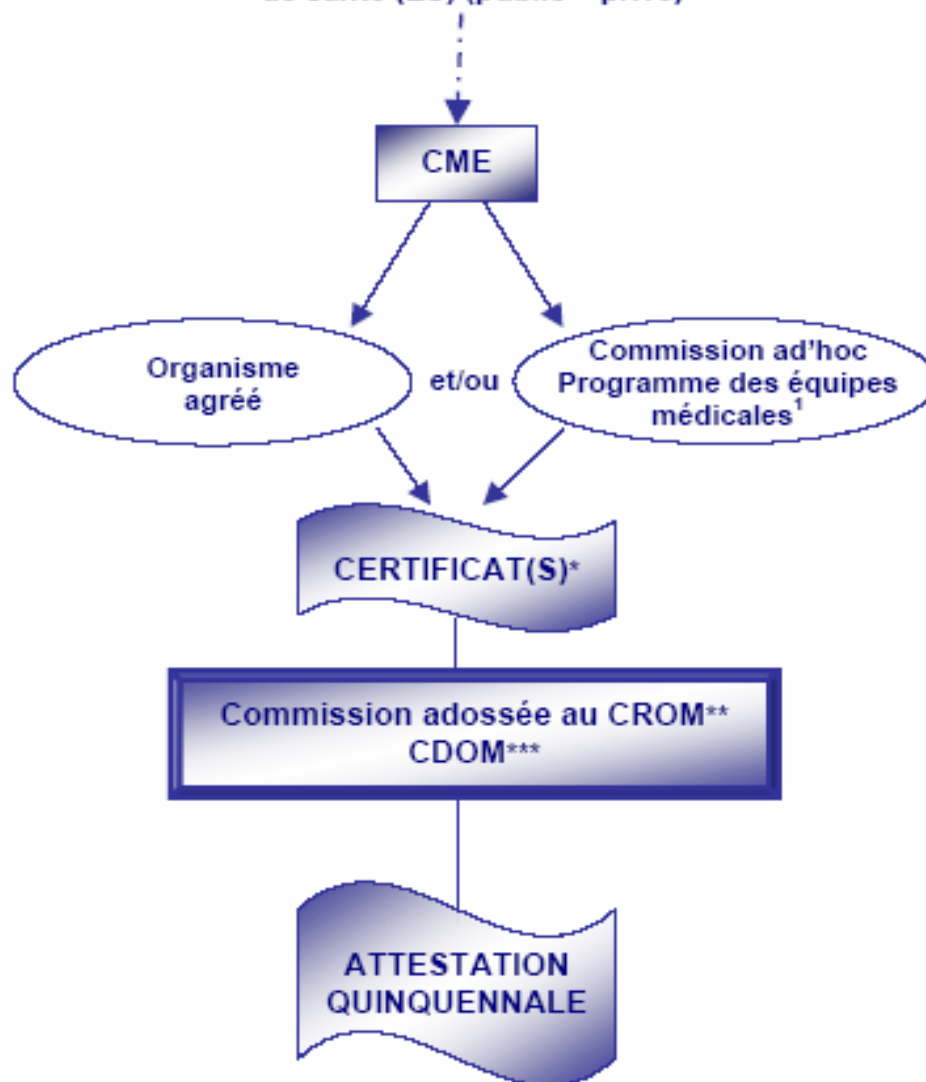 CME
Organisme
agréé
et/ou
Commission ad'hoc
Programme des équipes
médicales¹
CERTIFICAT(S)*
Commission adossée au CROM**
CDOM***
ATTESTATION
QUINQUENNALE